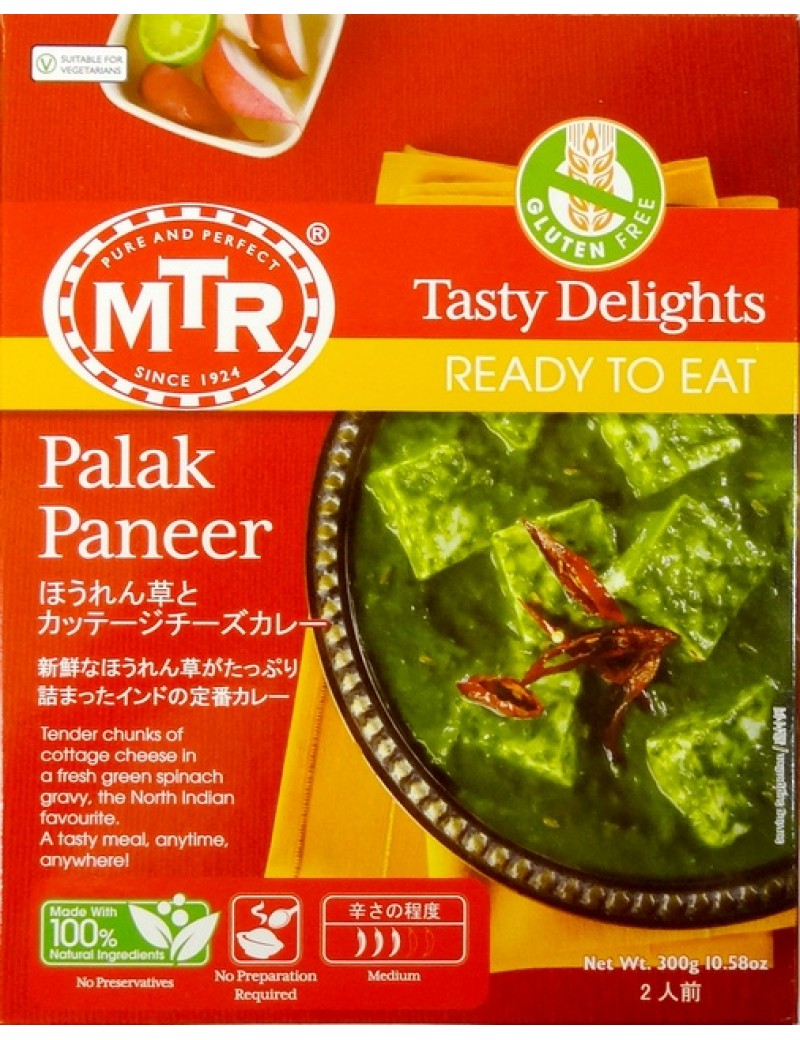 SUITABLE FOR
VEGETARIANS
GLUTEN FREE
PURE AND PERFECT
®
MTR
SINCE 1924
Tasty Delights
READY TO EAT
Palak
Paneer
ほうれん草と
カッテージチーズカレー
新鮮なほうれん草がたっぷり
詰まったインドの定番カレー
Tender chunks of
cottage cheese in
a fresh green spinach
gravy, the North Indian
favourite.
A tasty meal, anytime,
anywhere!
Serving Suggestion /
Made With
100%
Natural Ingredients
No Preservatives
No Preparation
Required
辛さの程度
Medium
Net Wt. 300g 10.58oz
2人前